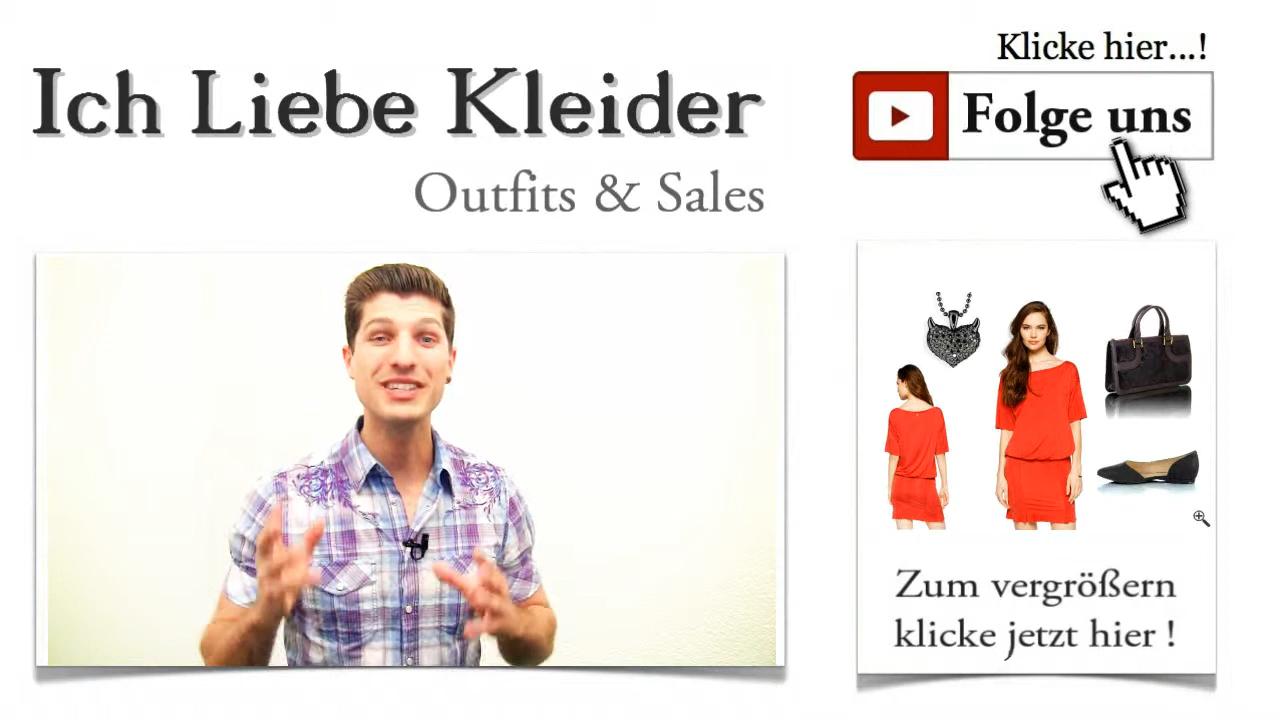 Ich Liebe Kleider
Outfits & Sales
Klicke hier...!
Folge uns
Zum vergrößern
klicke jetzt hier !